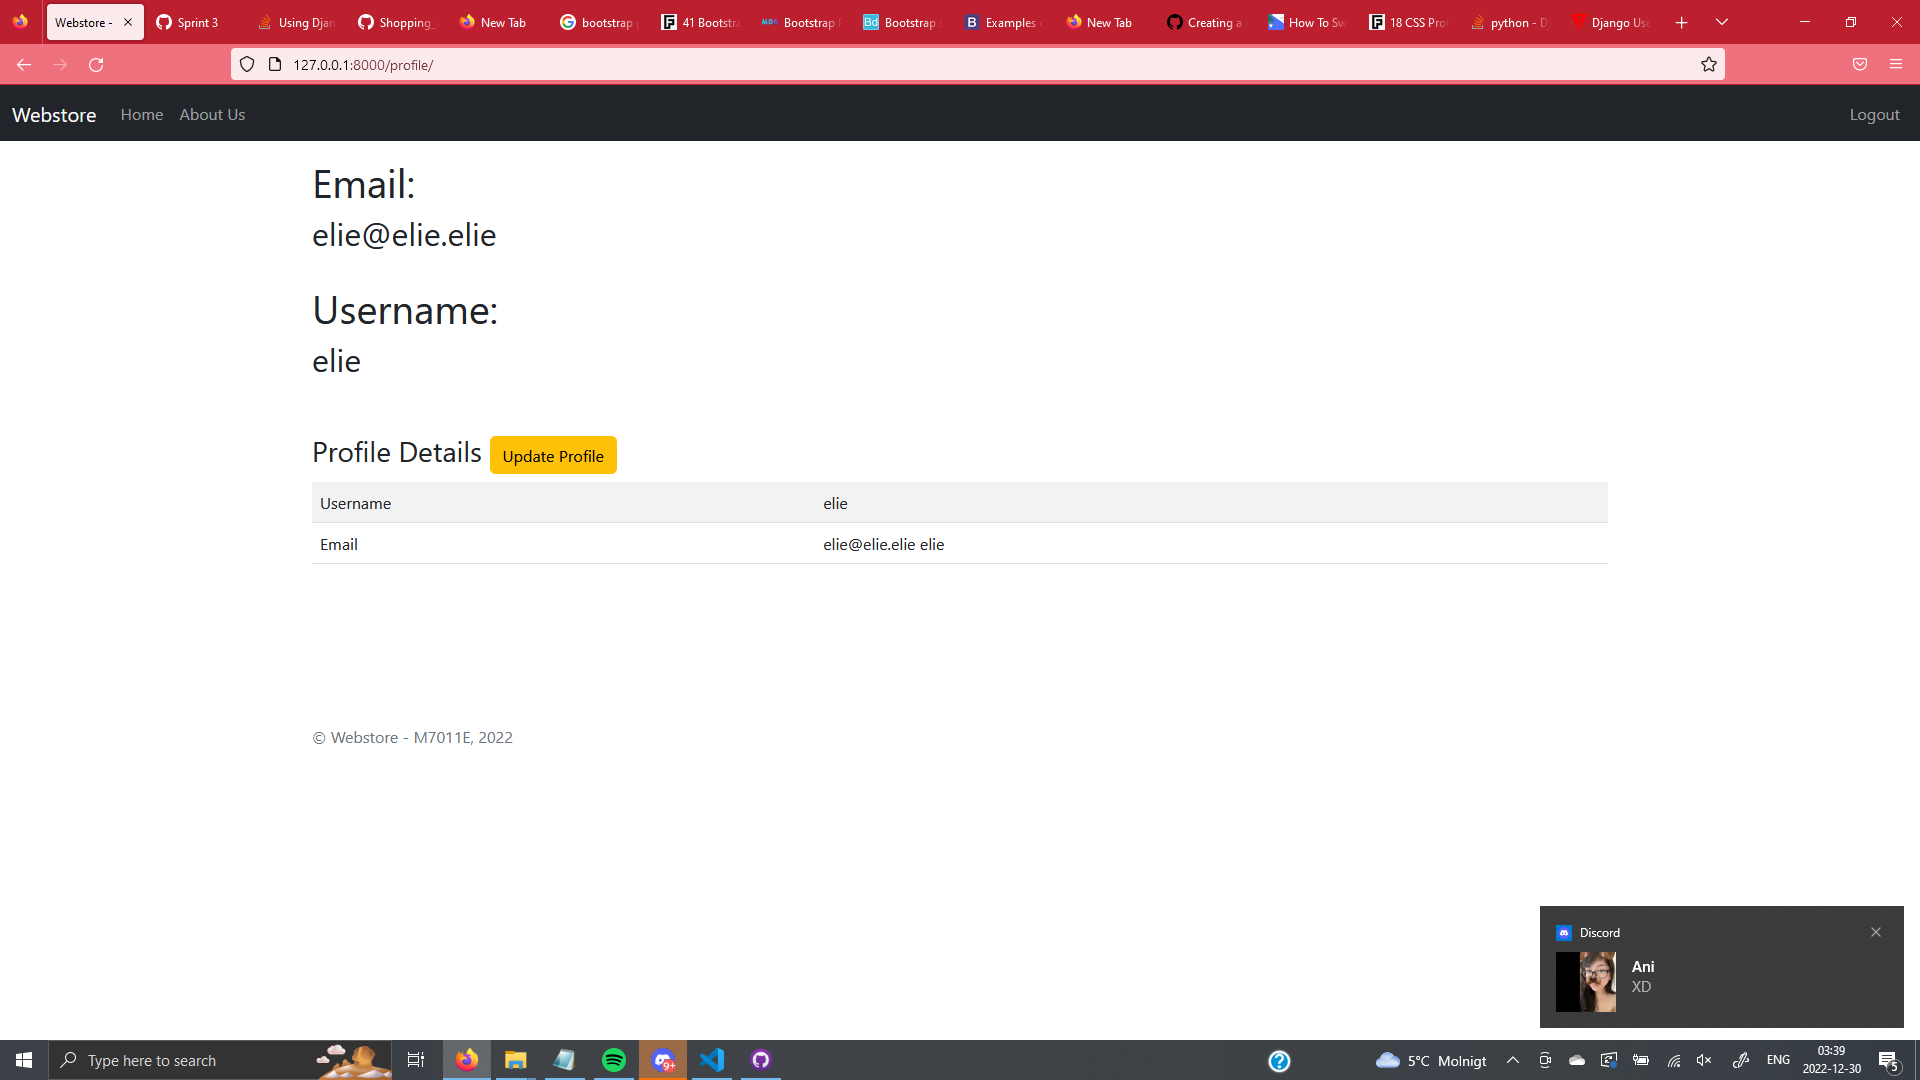 Webstore -
Sprint 3
Using Djan
Shopping_
New Tab
bootstrap
41 Bootstra
Bootstrap
Bootstrap
Examples
New Tab
Creating a
How To Sw
18 CSS Pro
python - D
Django Use
127.0.0.1:8000/profile/
Webstore
Home
About Us
Logout
Email:
elie@elie.elie
Username:
elie
Profile Details
Update Profile
Username elie
Email elie@elie.elie elie
© Webstore - M7011E, 2022
Discord
Ani
XD
Type here to search
9+
5°C Molnigt
ENG
03:39
2022-12-30
5